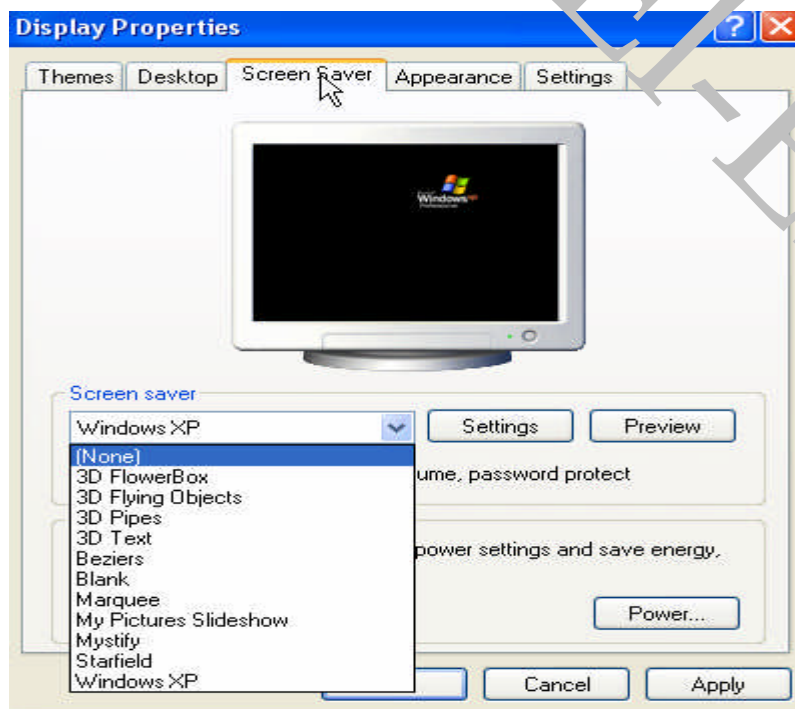 Display Properties
Themes Desktop Screen Saver Appearance Settings
Windows xp
Screen saver
Windows XP Settings Preview
(None)
3D FlowerBox
3D Flying Objects
ume, password protect
3D Pipes
3D Text
power settings and save energy,
Beziers
Blank
Marquee
My Pictures Slideshow
Power...
Mystify
Starfield
Windows XP
Cancel Apply